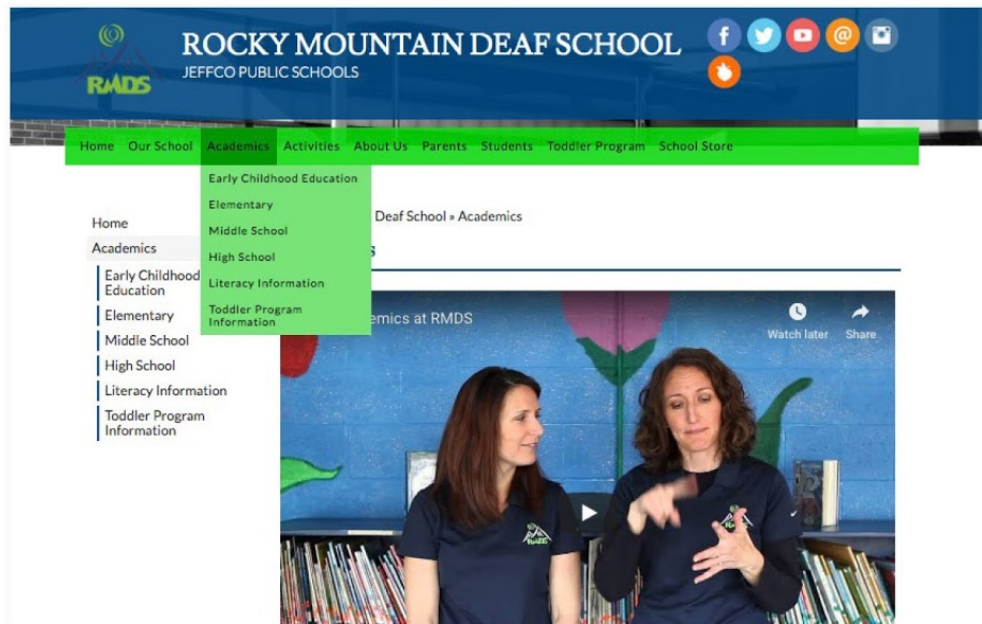 ROCKY MOUNTAIN DEAF SCHOOL
JEFFCO PUBLIC SCHOOLS
RMDS
Home Our School Academics Activities About Us Parents Students Toddler Program School Store
Early Childhood Education
Elementary
Middle School
High School
Literacy Information
Toddler Program
Information
Deaf School » Academics
Home
Academics
Early Childhood
Education
Elementary
Middle School
High School
Literacy Information
Toddler Program
Information
emics at RMDS
Watch later Share
RMDS
RMDS